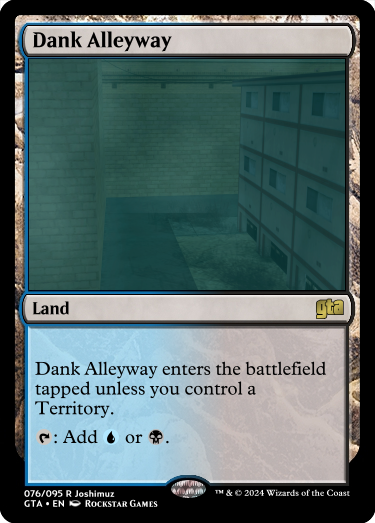 Dank Alleyway
Land
gta
Dank Alleyway enters the battlefield
tapped unless you control a
Territory.
: Add or .
076/095 R Joshimuz
GTA • EN ROCKSTAR GAMES
™ & © 2024 Wizards of the Coast